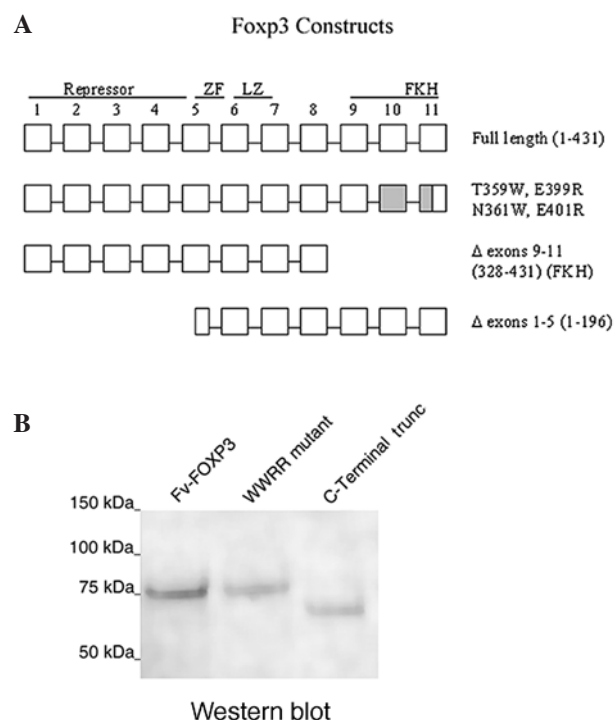 A
Foxp3 Constructs
Repressor ZF LZ FKH
1 2 3 4 5 6 7 8 9 10 11
Full length (1-431)
T359W, E399R
N361W, E401R
Δ exons 9-11
(328-431) (FKH)
Δ exons 1-5 (1-196)
B
Fv-FOXP3 WWRR mutant C-Terminal trunc
150 kDa
100 kDa
75 kDa
50 kDa
Western blot